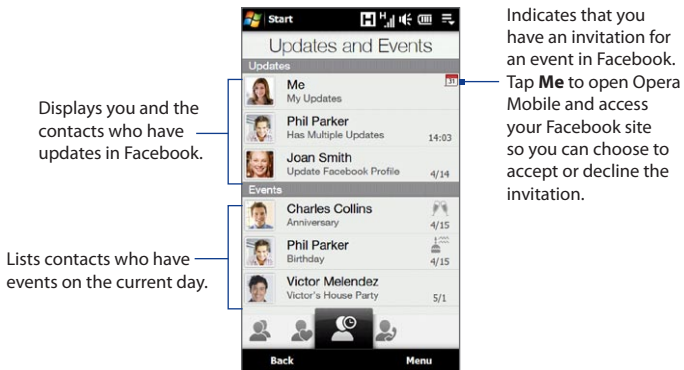 Start
H
H
Updates and Events
Updates
Me
My Updates
31
Phil Parker
Has Multiple Updates
14:03
Joan Smith
Update Facebook Profile
4/14
Events
Charles Collins
Anniversary
4/15
Phil Parker
Birthday
1
4/15
Victor Melendez
Victor's House Party
5/1
Back
Menu
Displays you and the
contacts who have
updates in Facebook.
Lists contacts who have
events on the current day.
Indicates that you
have an invitation for
an event in Facebook.
Tap Me to open Opera
Mobile and access
your Facebook site
so you can choose to
accept or decline the
invitation.